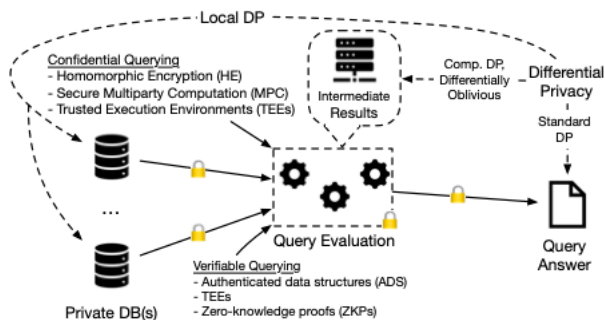 Local DP
Confidential Querying
- Homomorphic Encryption (HE)
- Secure Multiparty Computation (MPC)
- Trusted Execution Environments (TEEs)
Intermediate
Results
Comp. DP,
Differentially
Oblivious
Differential
Privacy
Standard
DP
...
Query Evaluation
Query
Answer
Verifiable Querying
- Authenticated data structures (ADS)
- TEEs
- Zero-knowledge proofs (ZKPs)
Private DB(s)